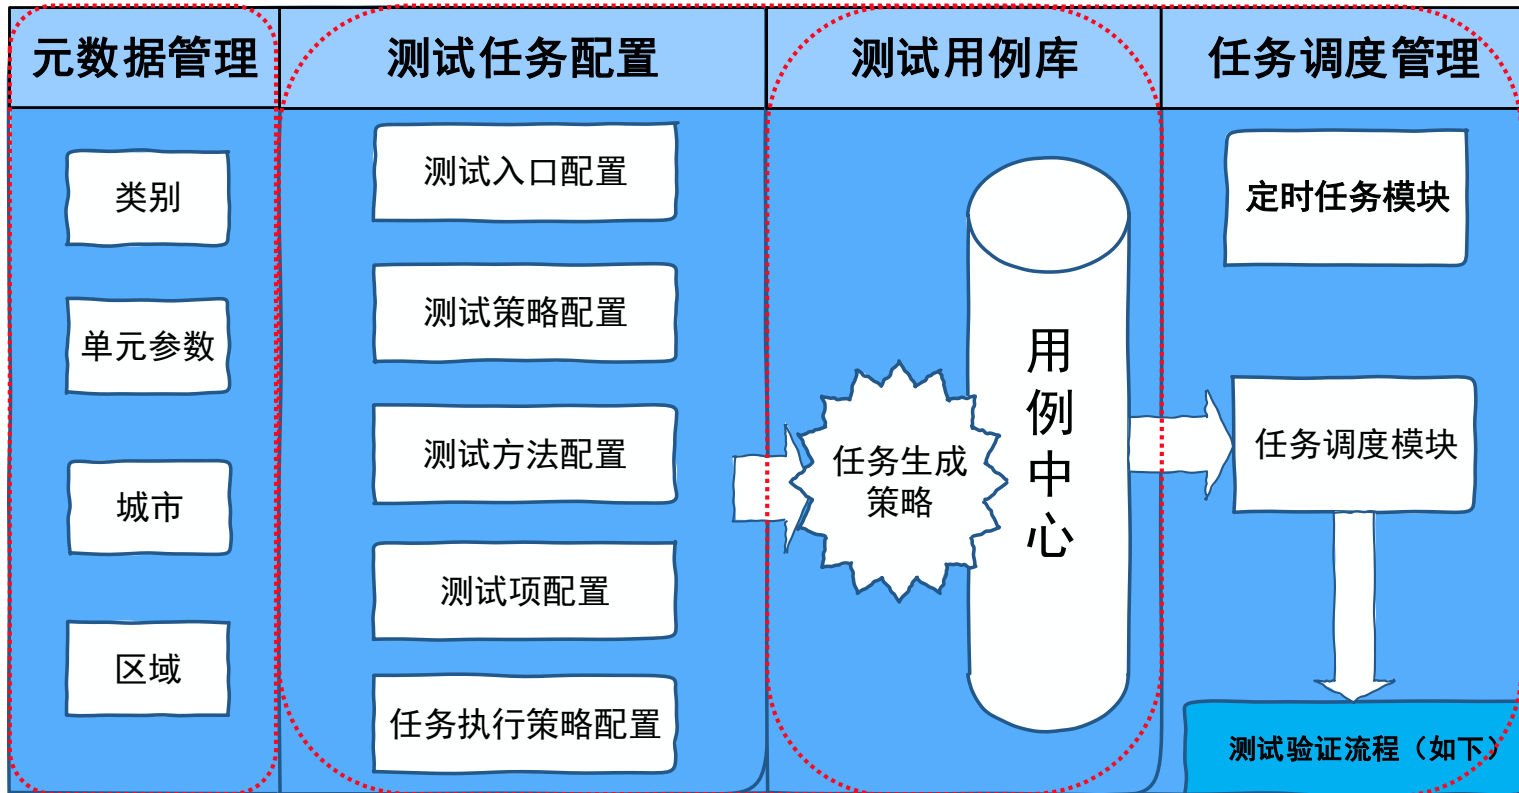 元数据管理
测试任务配置
测试用例库
任务调度管理
类别
单元参数
城市
区域
测试入口配置
测试策略配置
测试方法配置
测试项配置
任务执行策略配置
任务生成
策略
用
例
中
心
定时任务模块
任务调度模块
测试验证流程（如下）